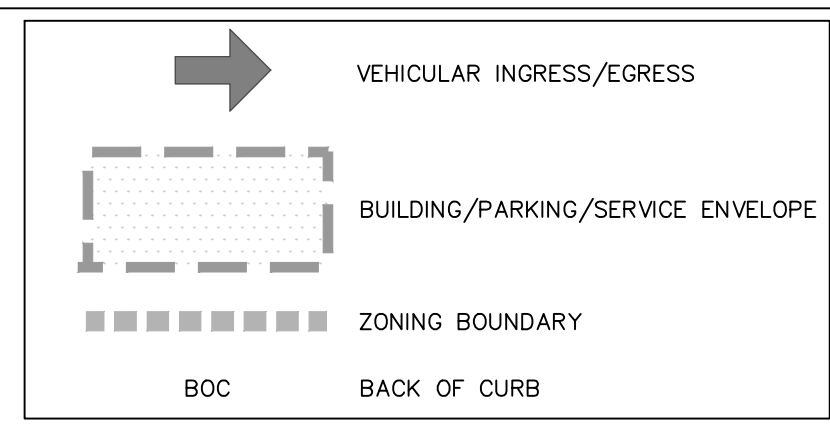 VEHICULAR INGRESS/EGRESS
BUILDING/PARKING/SERVICE ENVELOPE
ZONING BOUNDARY
BOC BACK OF CURB